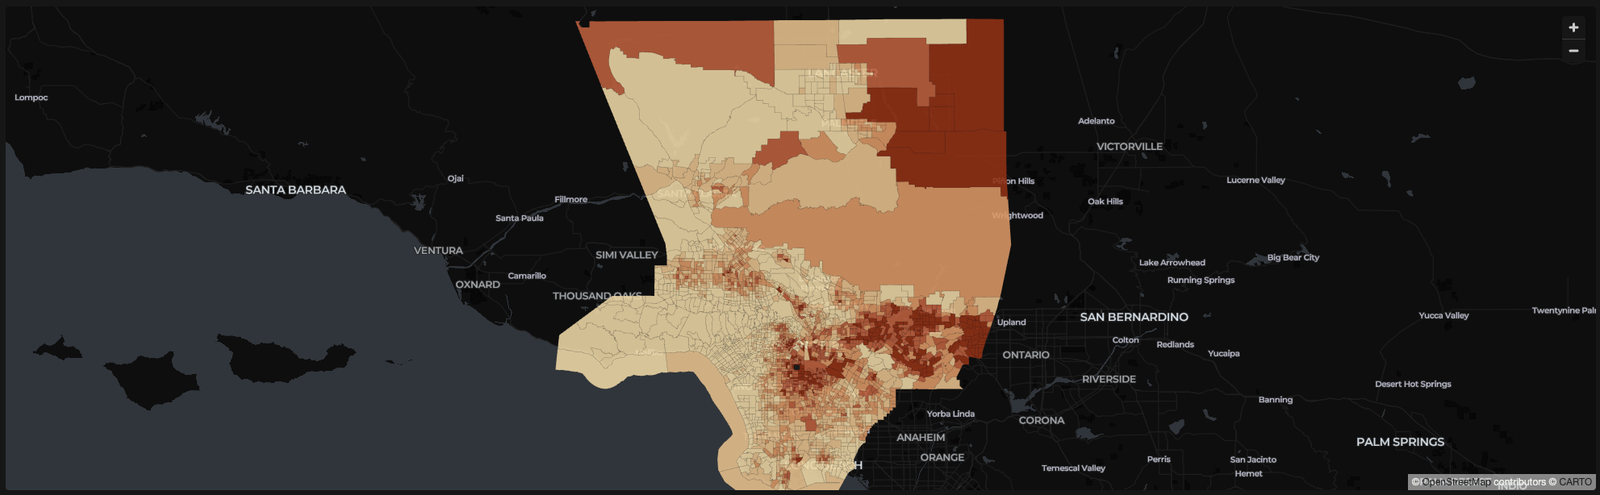 +
−
Lompoc
Adelanto
VICTORVILLE
Ojai
Lucerne Valley
SANTA BARBARA
Fillmore
Oak Hills
Santa Paula
Wrightwood
VENTURA
SIMI VALLEY
Big Bear City
Lake Arrowhead
Camarillo
Running Springs
OXNARD
THOUSAND OAKS
SAN BERNARDINO
Yucca Valley
Twentynine Pal
Upland
Colton
Redlands
ONTARIO
Yucaipa
RIVERSIDE
Desert Hot Springs
Banning
Yorba Linda
CORONA
ANAHEIM
PALM SPRINGS
ORANGE
Perris
San Jacinto
Temescal Valley
Hemet
© OpenStreetMap contributors © CARTO